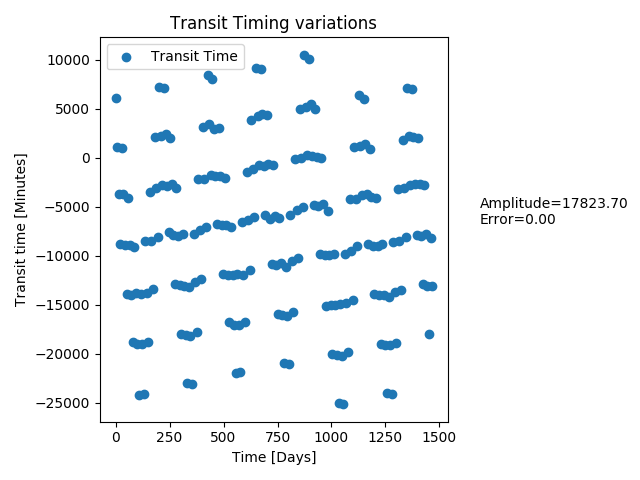 Transit Timing variations
Transit Time
10000
5000
0
−5000
−10000
−15000
−20000
−25000
Transit time [Minutes]
0
250
500
750
1000
1250
1500
Time [Days]
Amplitude=17823.70
Error=0.00